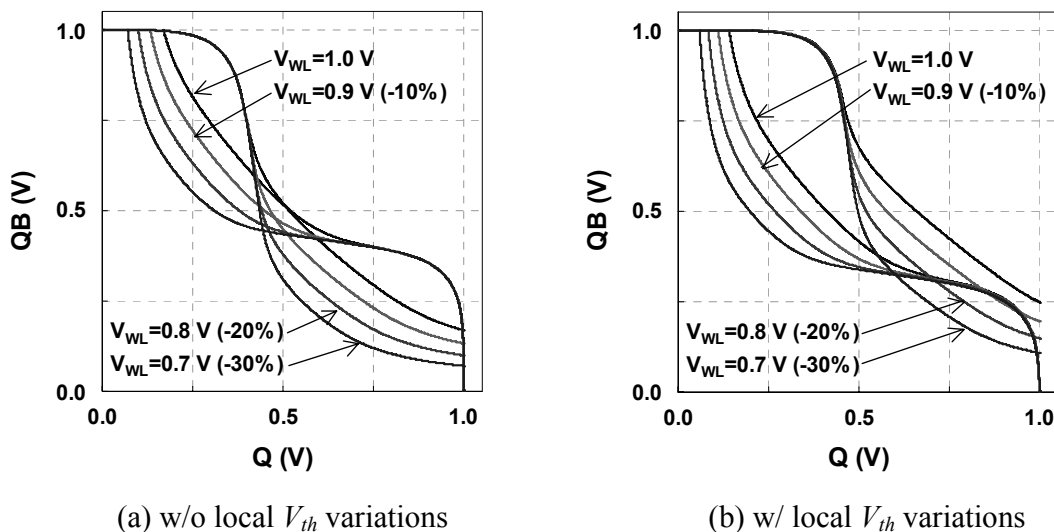 1.0
0.5
0.0
QB (V)
V_WL=1.0 V
V_WL=0.9 V (-10%)
V_WL=0.8 V (-20%)
V_WL=0.7 V (-30%)
0.0
0.5
1.0
Q (V)
(a) w/o local V_th variations
1.0
0.5
0.0
QB (V)
V_WL=1.0 V
V_WL=0.9 V (-10%)
V_WL=0.8 V (-20%)
V_WL=0.7 V (-30%)
0.0
0.5
1.0
Q (V)
(b) w/ local V_th variations